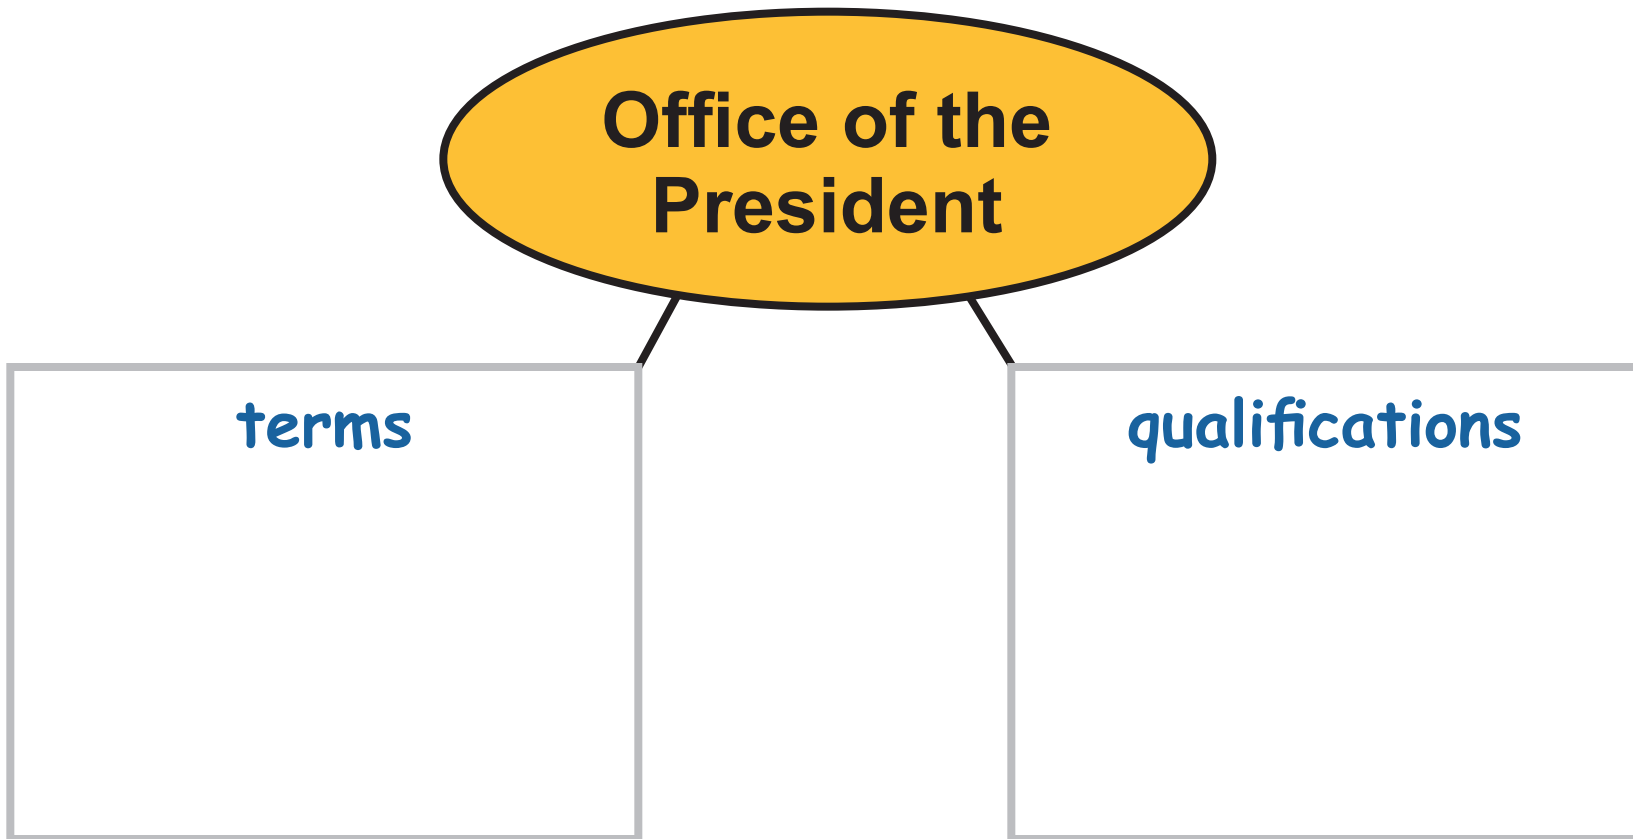 Office of the
President
terms
qualifications